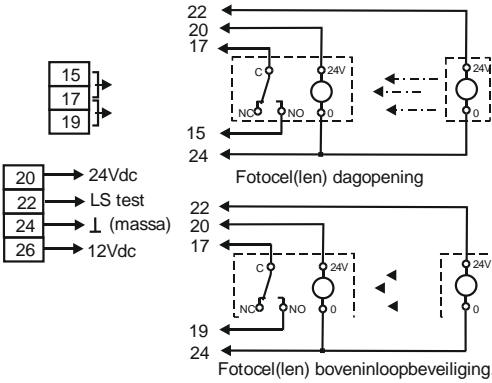 22
20
17
C
24V
24V
NC
NO
0
0
15
24
Fotocel(len) dagopening
15
17
19
20 24Vdc
22 LS test
24 ⊥ (massa)
26 12Vdc
22
20
17
C
24V
24V
NC
NO
0
0
19
24
Fotocel(len) boveninloopbeveiliging